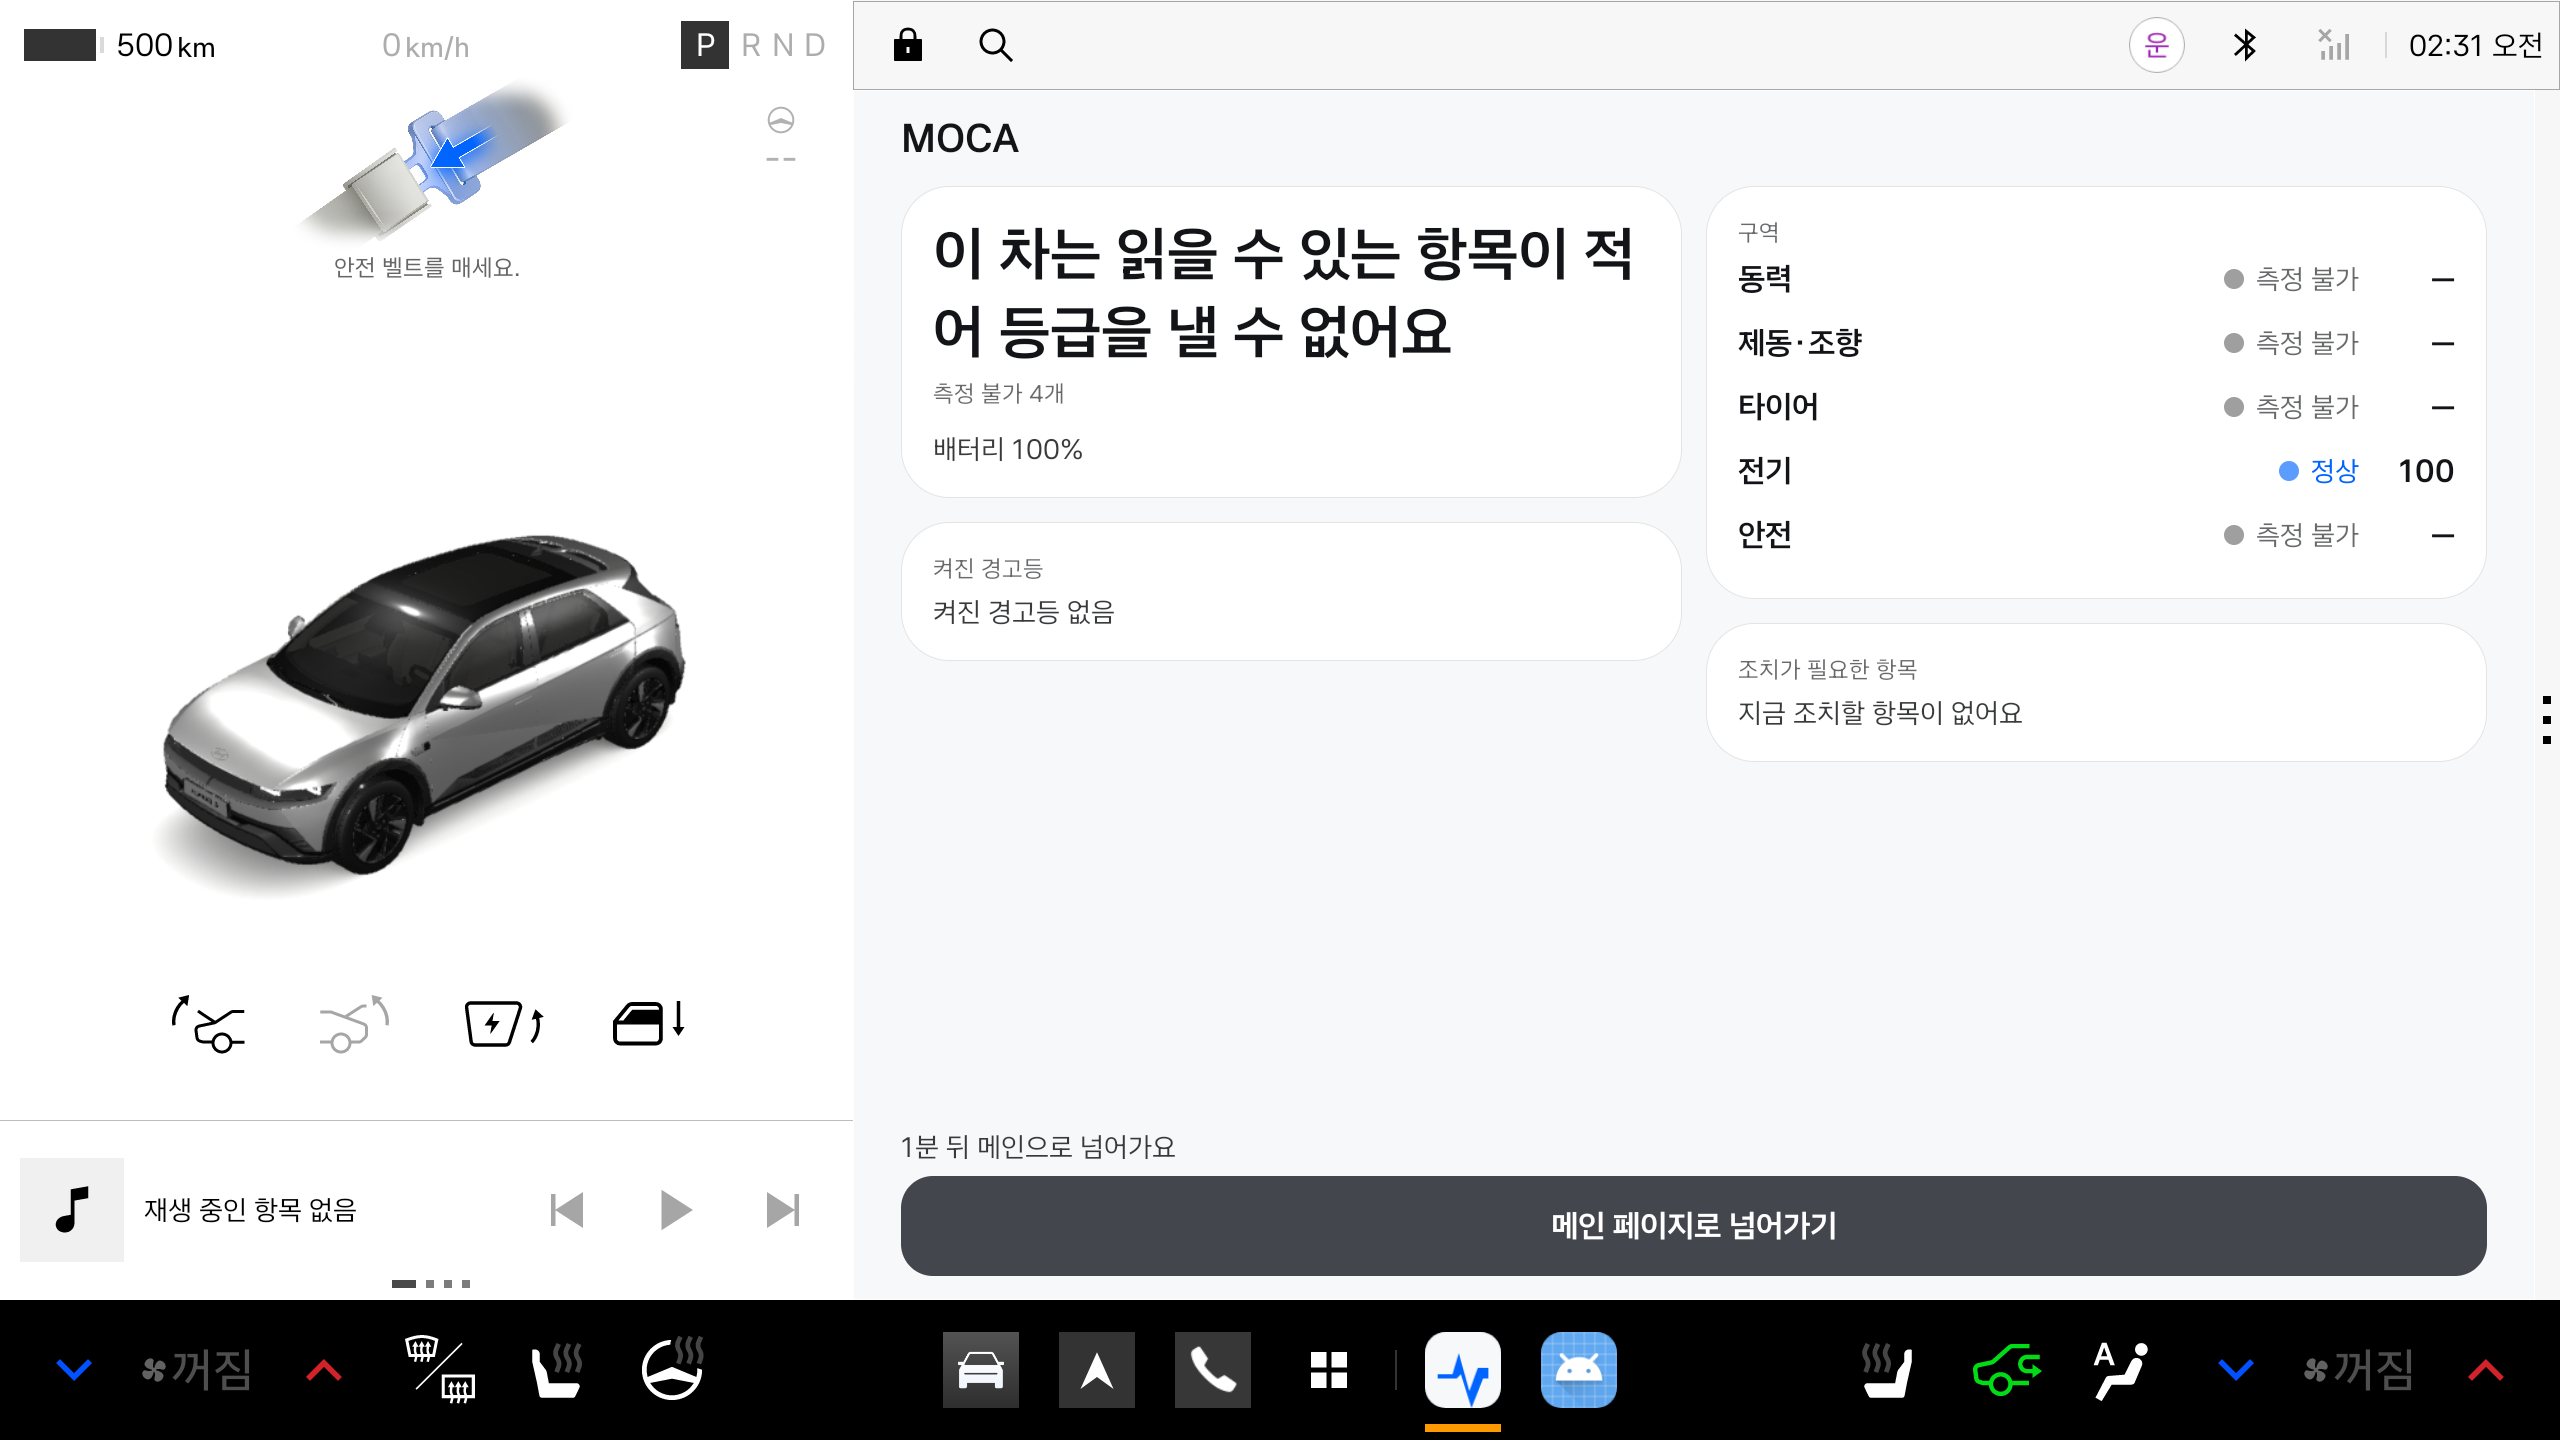 500 km
0 km/h
P R N D
운
02:31 오전
안전 벨트를 매세요.
--
MOCA
이 차는 읽을 수 있는 항목이 적
어 등급을 낼 수 없어요
측정 불가 4개
배터리 100%
켜진 경고등
켜진 경고등 없음
구역
동력 측정 불가 –
제동·조향 측정 불가 –
타이어 측정 불가 –
전기 정상 100
안전 측정 불가 –
조치가 필요한 항목
지금 조치할 항목이 없어요
1분 뒤 메인으로 넘어가요
메인 페이지로 넘어가기
재생 중인 항목 없음
꺼짐
A
꺼짐